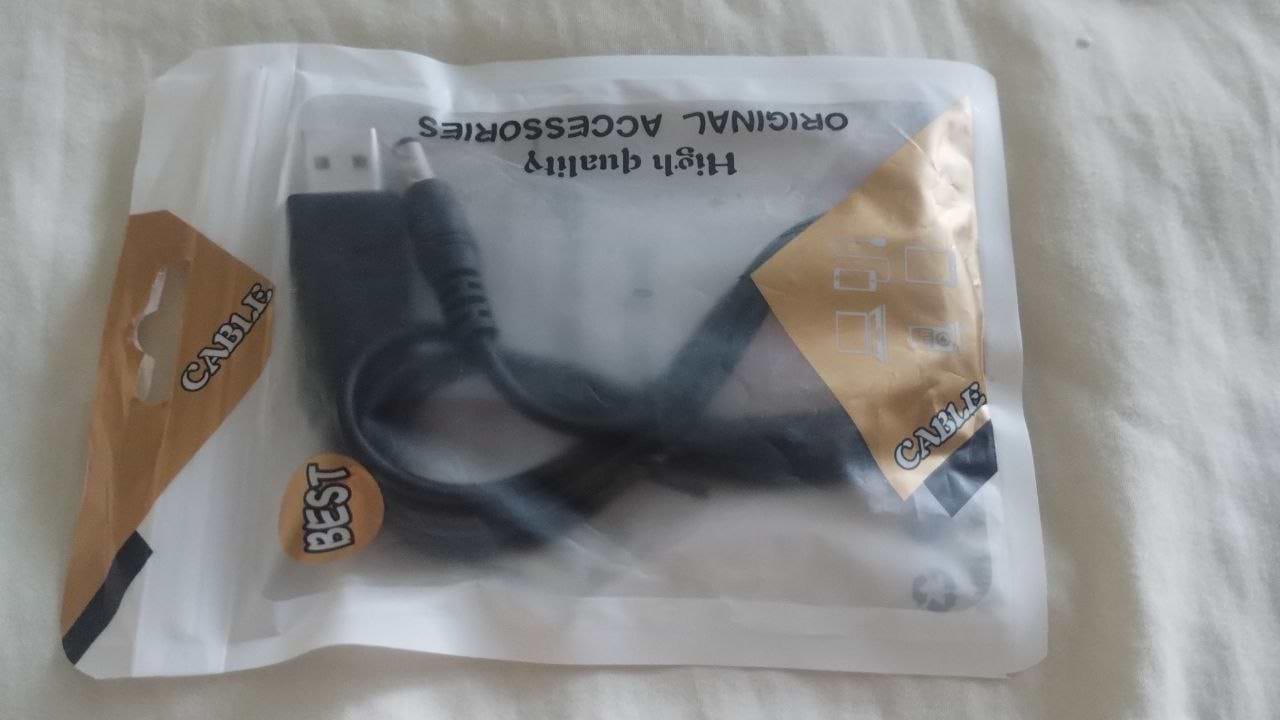 ORIGINAL ACCESSORIES
High quality
CABLE
CABLE
BEST